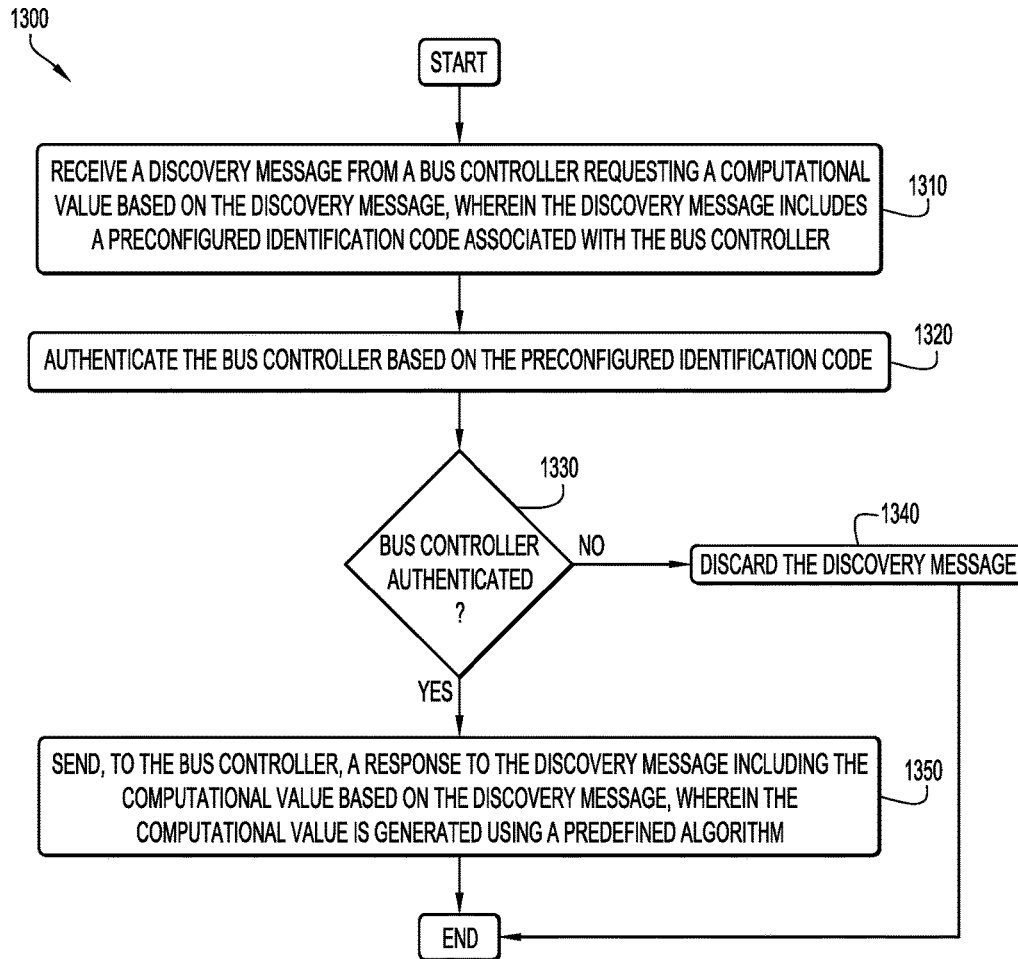 1300
START
RECEIVE A DISCOVERY MESSAGE FROM A BUS CONTROLLER REQUESTING A COMPUTATIONAL
VALUE BASED ON THE DISCOVERY MESSAGE, WHEREIN THE DISCOVERY MESSAGE INCLUDES
A PRECONFIGURED IDENTIFICATION CODE ASSOCIATED WITH THE BUS CONTROLLER
1310
AUTHENTICATE THE BUS CONTROLLER BASED ON THE PRECONFIGURED IDENTIFICATION CODE
1320
BUS CONTROLLER
AUTHENTICATED
?
1330
NO
DISCARD THE DISCOVERY MESSAGE
1340
YES
SEND, TO THE BUS CONTROLLER, A RESPONSE TO THE DISCOVERY MESSAGE INCLUDING THE
COMPUTATIONAL VALUE BASED ON THE DISCOVERY MESSAGE, WHEREIN THE
COMPUTATIONAL VALUE IS GENERATED USING A PREDEFINED ALGORITHM
1350
END